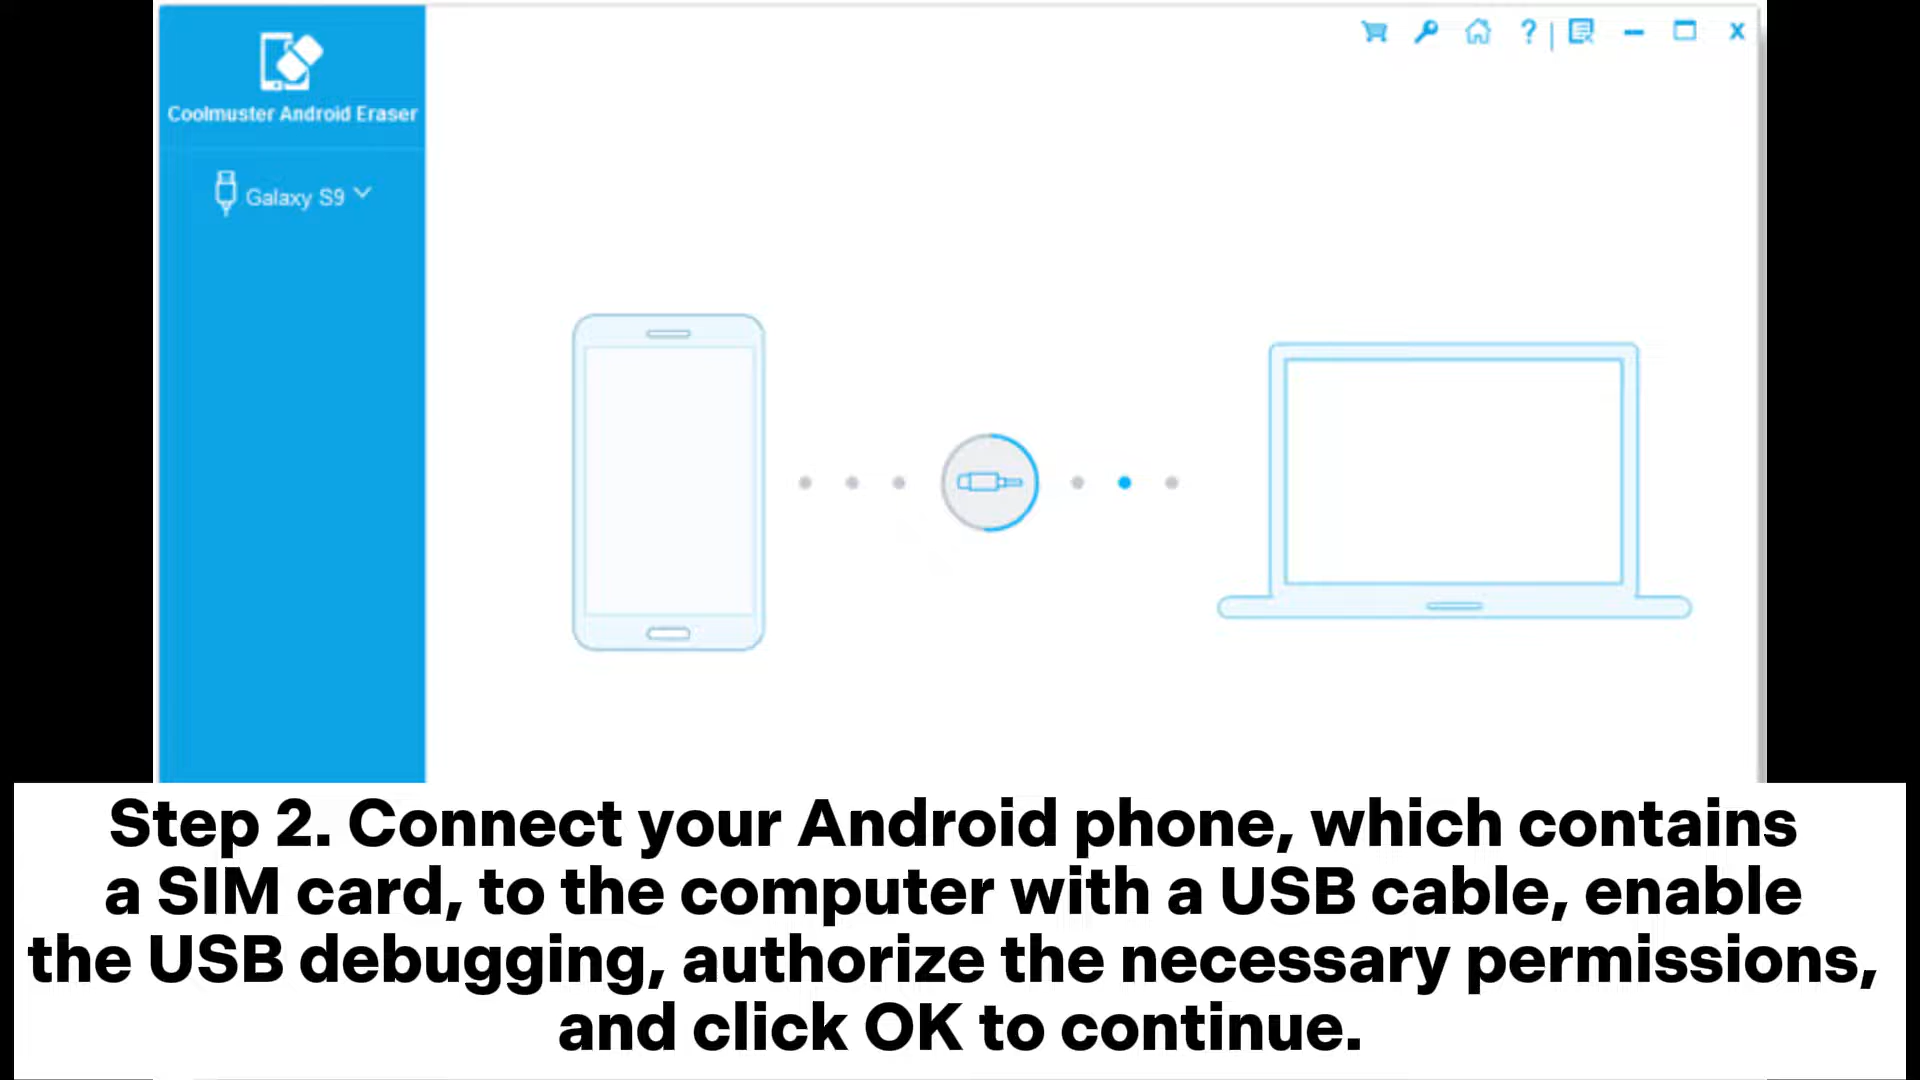 Coolmuster Android Eraser
Galaxy S9
Step 2. Connect your Android phone, which contains
a SIM card, to the computer with a USB cable, enable
the USB debugging, authorize the necessary permissions,
and click OK to continue.